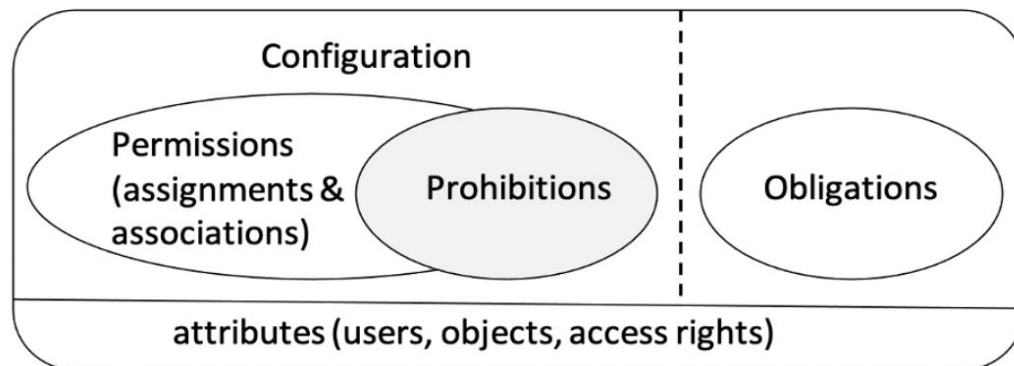 Configuration
Permissions
(assignments &
associations)
Prohibitions
Obligations
attributes (users, objects, access rights)